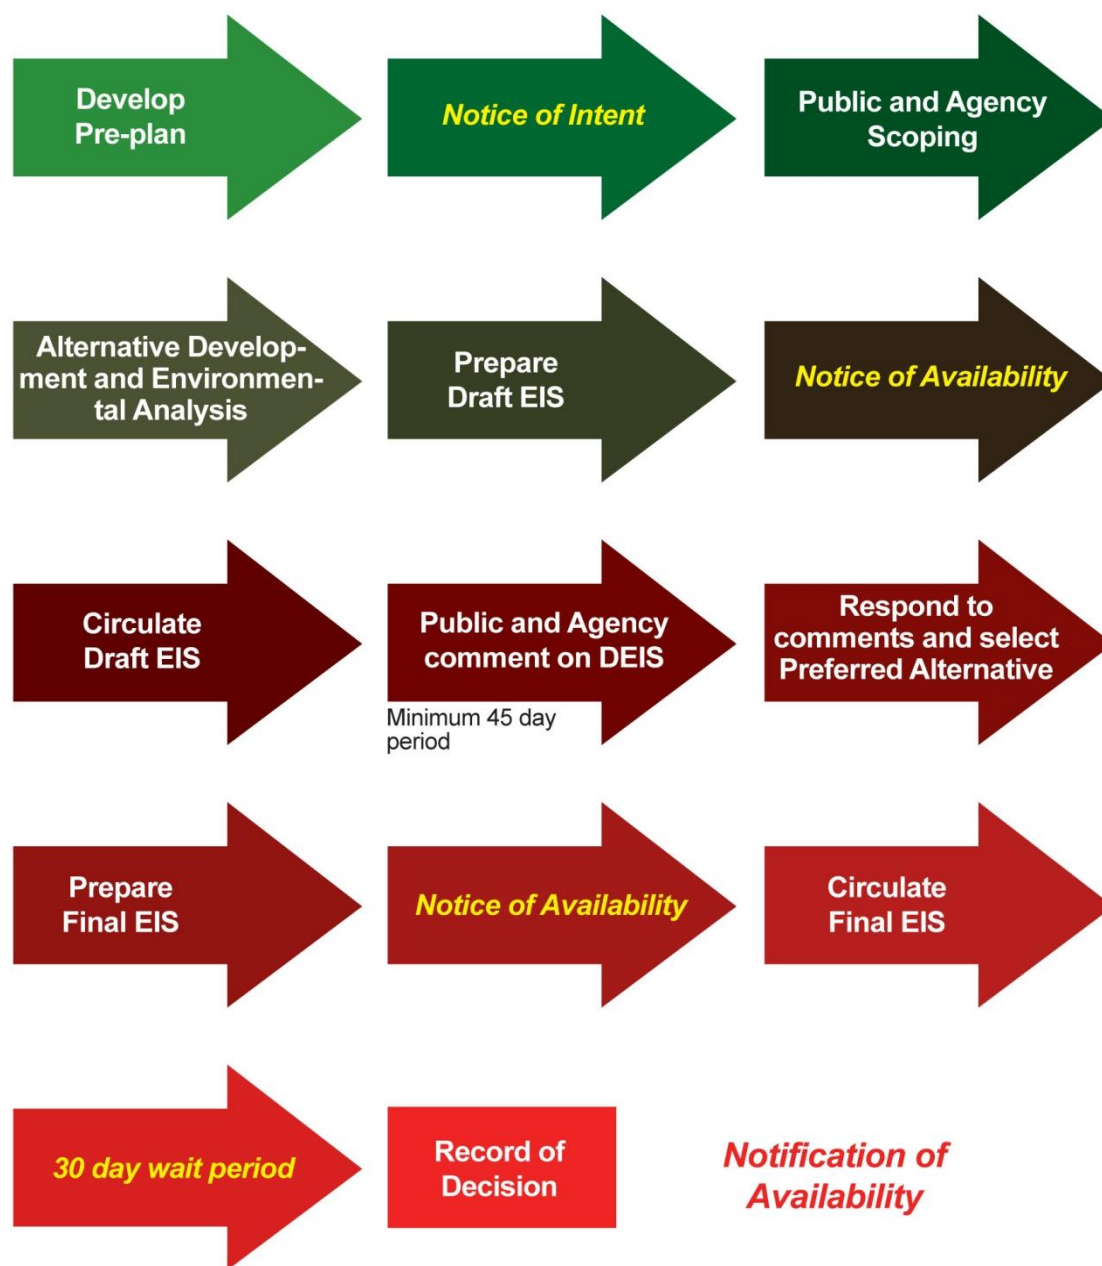 Develop
Pre-plan
Notice of Intent
Public and Agency
Scoping
Alternative Develop-
ment and Environmen-
tal Analysis
Prepare
Draft EIS
Notice of Availability
Circulate
Draft EIS
Public and Agency
comment on DEIS
Minimum 45 day
period
Respond to
comments and select
Preferred Alternative
Prepare
Final EIS
Notice of Availability
Circulate
Final EIS
30 day wait period
Record of
Decision
Notification of
Availability